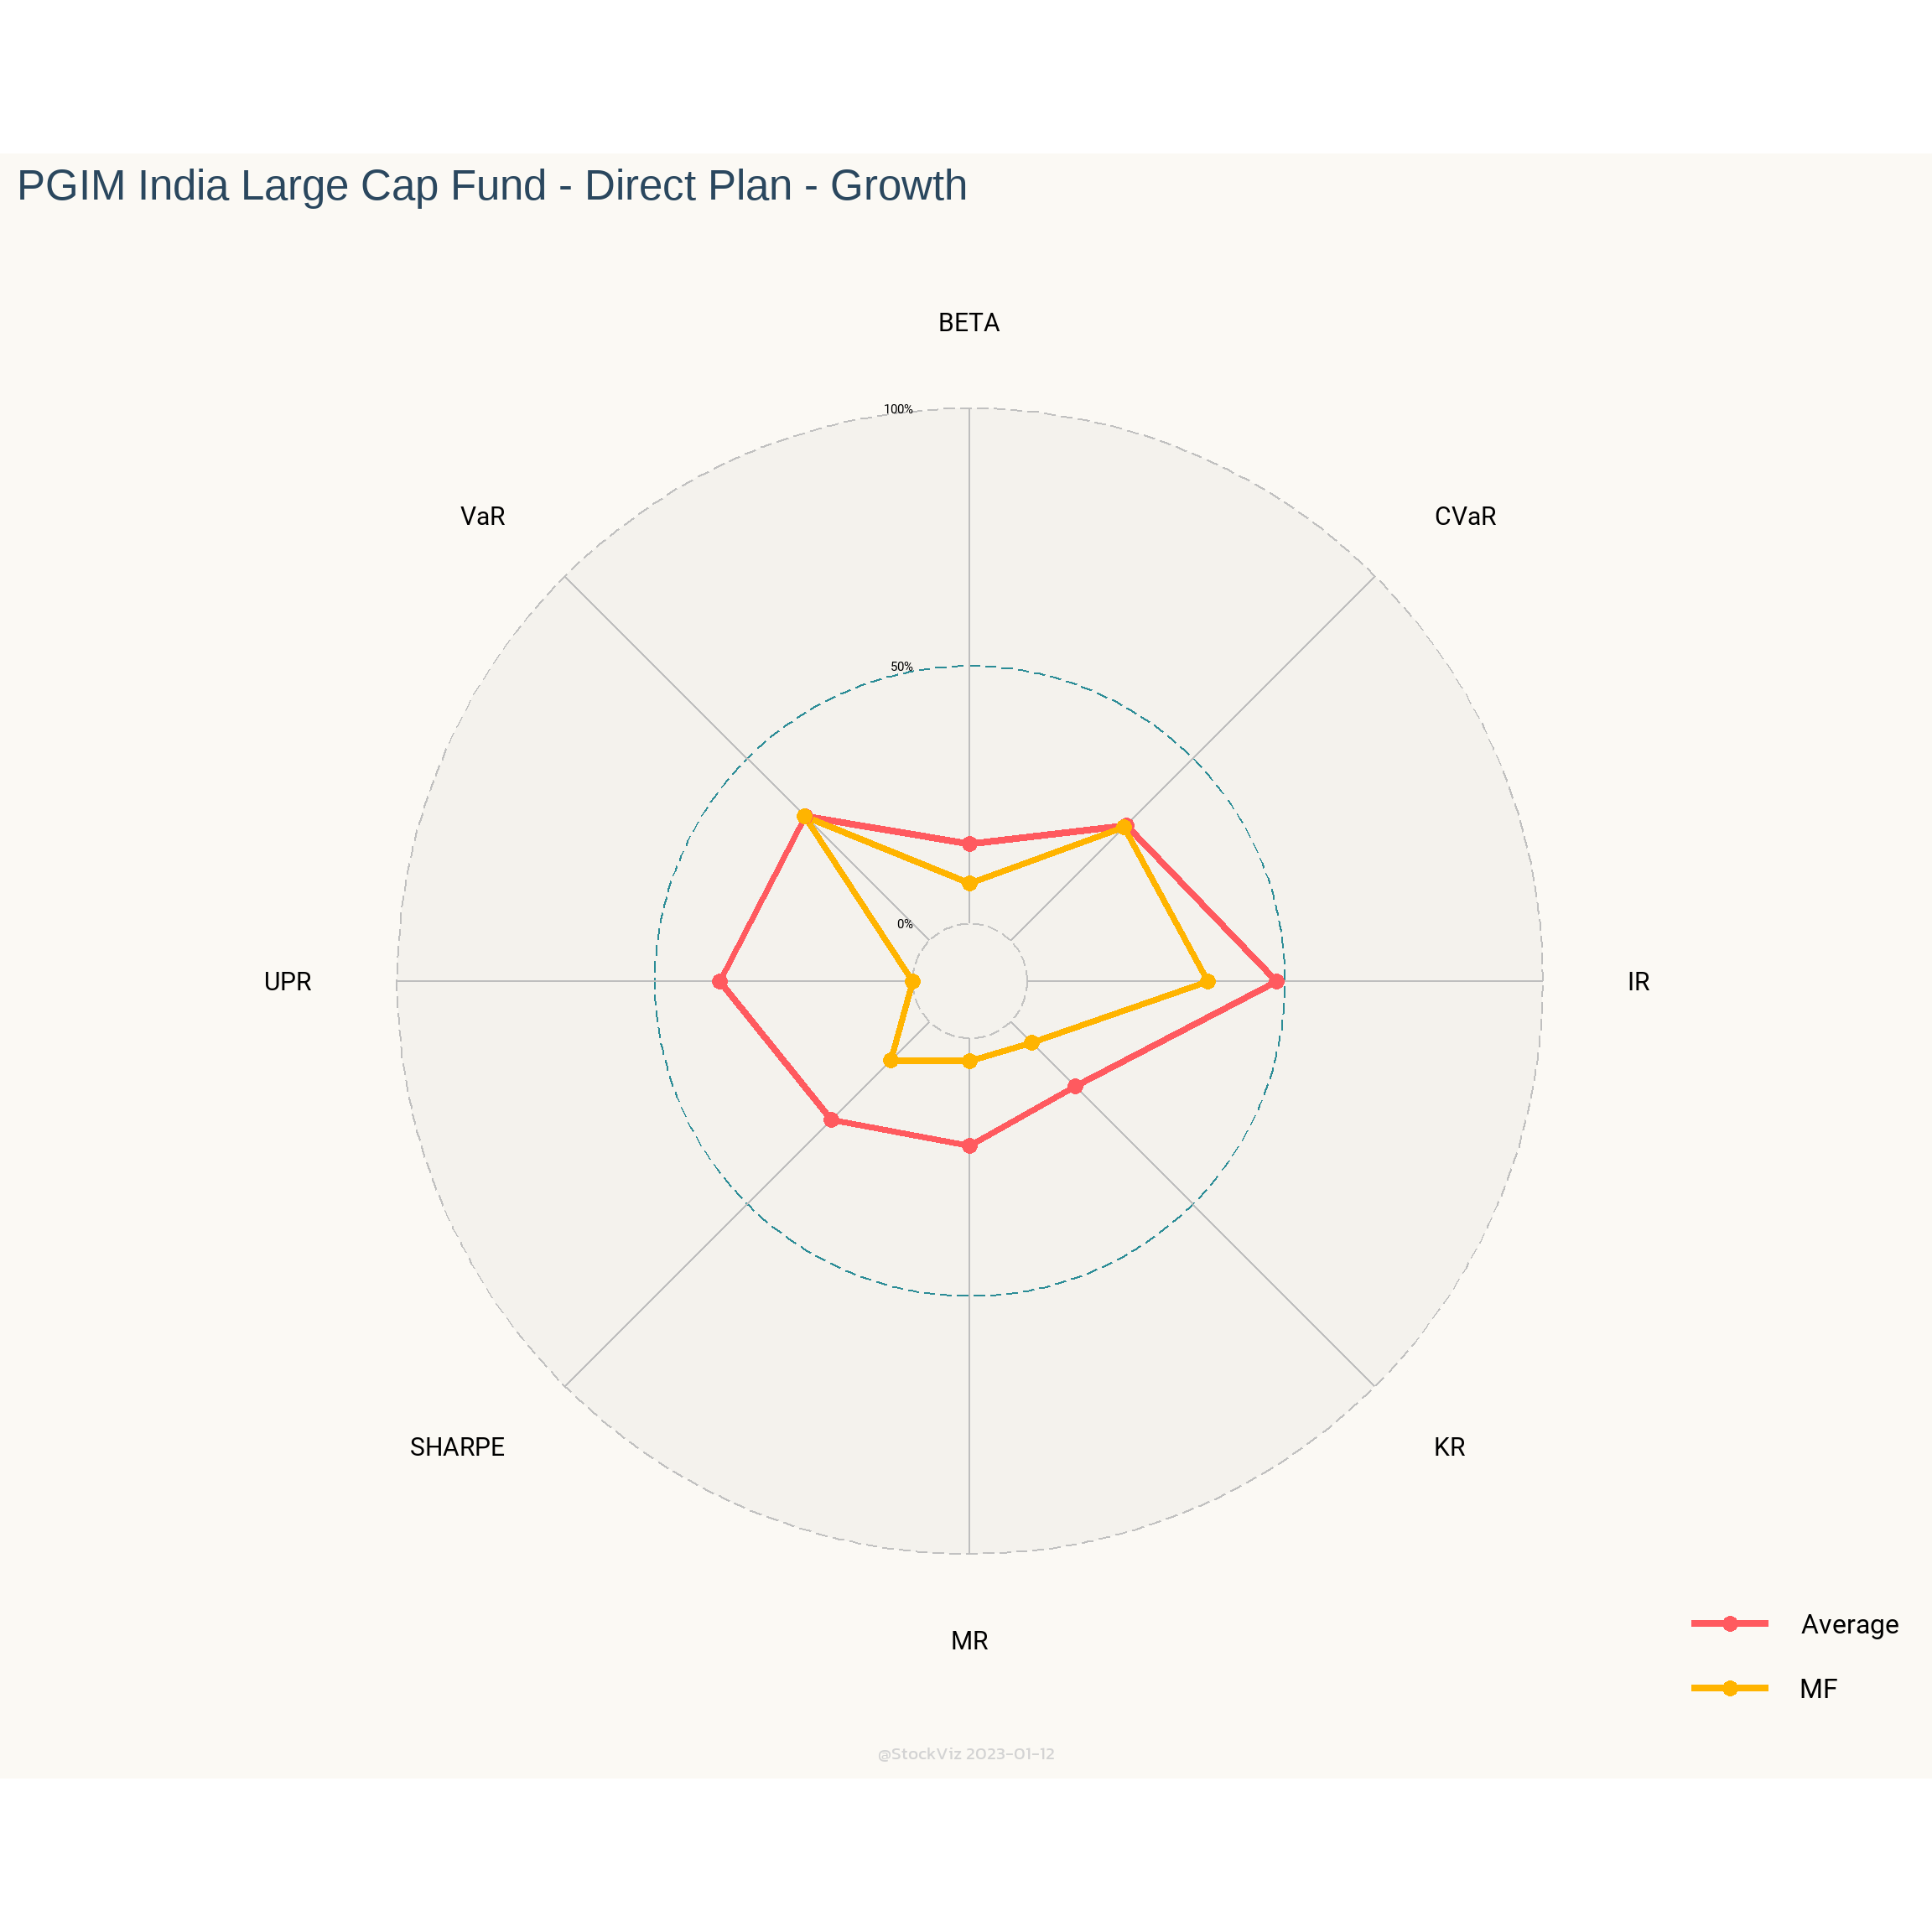 PGIM India Large Cap Fund - Direct Plan - Growth
BETA
100%
VaR
CVaR
50%
0%
UPR
IR
SHARPE
KR
MR
Average
MF
@StockViz 2023-01-12